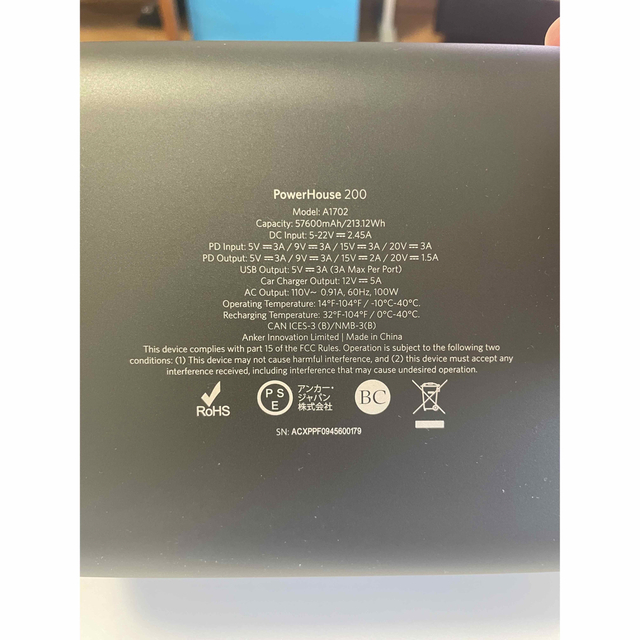 PowerHouse 200
Model: A1702
Capacity: 57600mAh/213.12Wh
DC Input: 5-22V ⎓ 2.45A
PD Input: 5V ⎓ 3A / 9V ⎓ 3A / 15V ⎓ 3A / 20V ⎓ 3A
PD Output: 5V ⎓ 3A / 9V ⎓ 3A / 15V ⎓ 2A / 20V ⎓ 1.5A
USB Output: 5V ⎓ 3A (3A Max Per Port)
Car Charger Output: 12V ⎓ 5A
AC Output: 110V~ 0.91A, 60Hz, 100W
Operating Temperature: 14°F-104°F / -10°C-40°C.
Recharging Temperature: 32°F-104°F / 0°C-40°C.
CAN ICES-3 (B)/NMB-3(B)
Anker Innovation Limited | Made in China
This device complies with part 15 of the FCC Rules. Operation is subject to the following two
conditions: (1) This device may not cause harmful interference, and (2) this device must accept any
interference received, including interference that may cause undesired operation.
RoHS
PSE
アンカー・
ジャパン
株式会社
BC
SN: ACXPPF0945600179